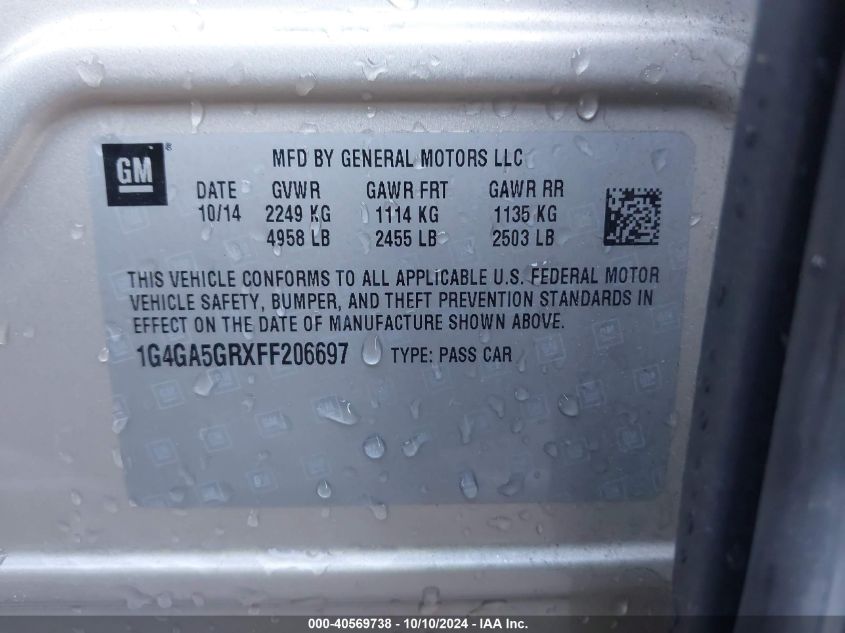 GM ® MFD BY GENERAL MOTORS LLC
DATE GVWR GAWR FRT GAWR RR
10/14 2249 KG 1114 KG 1135 KG
4958 LB 2455 LB 2503 LB
THIS VEHICLE CONFORMS TO ALL APPLICABLE U.S. FEDERAL MOTOR
VEHICLE SAFETY, BUMPER, AND THEFT PREVENTION STANDARDS IN
EFFECT ON THE DATE OF MANUFACTURE SHOWN ABOVE.
1G4GA5GRXFF206697 TYPE: PASS CAR
000-40569738 - 10/10/2024 - IAAI Inc.